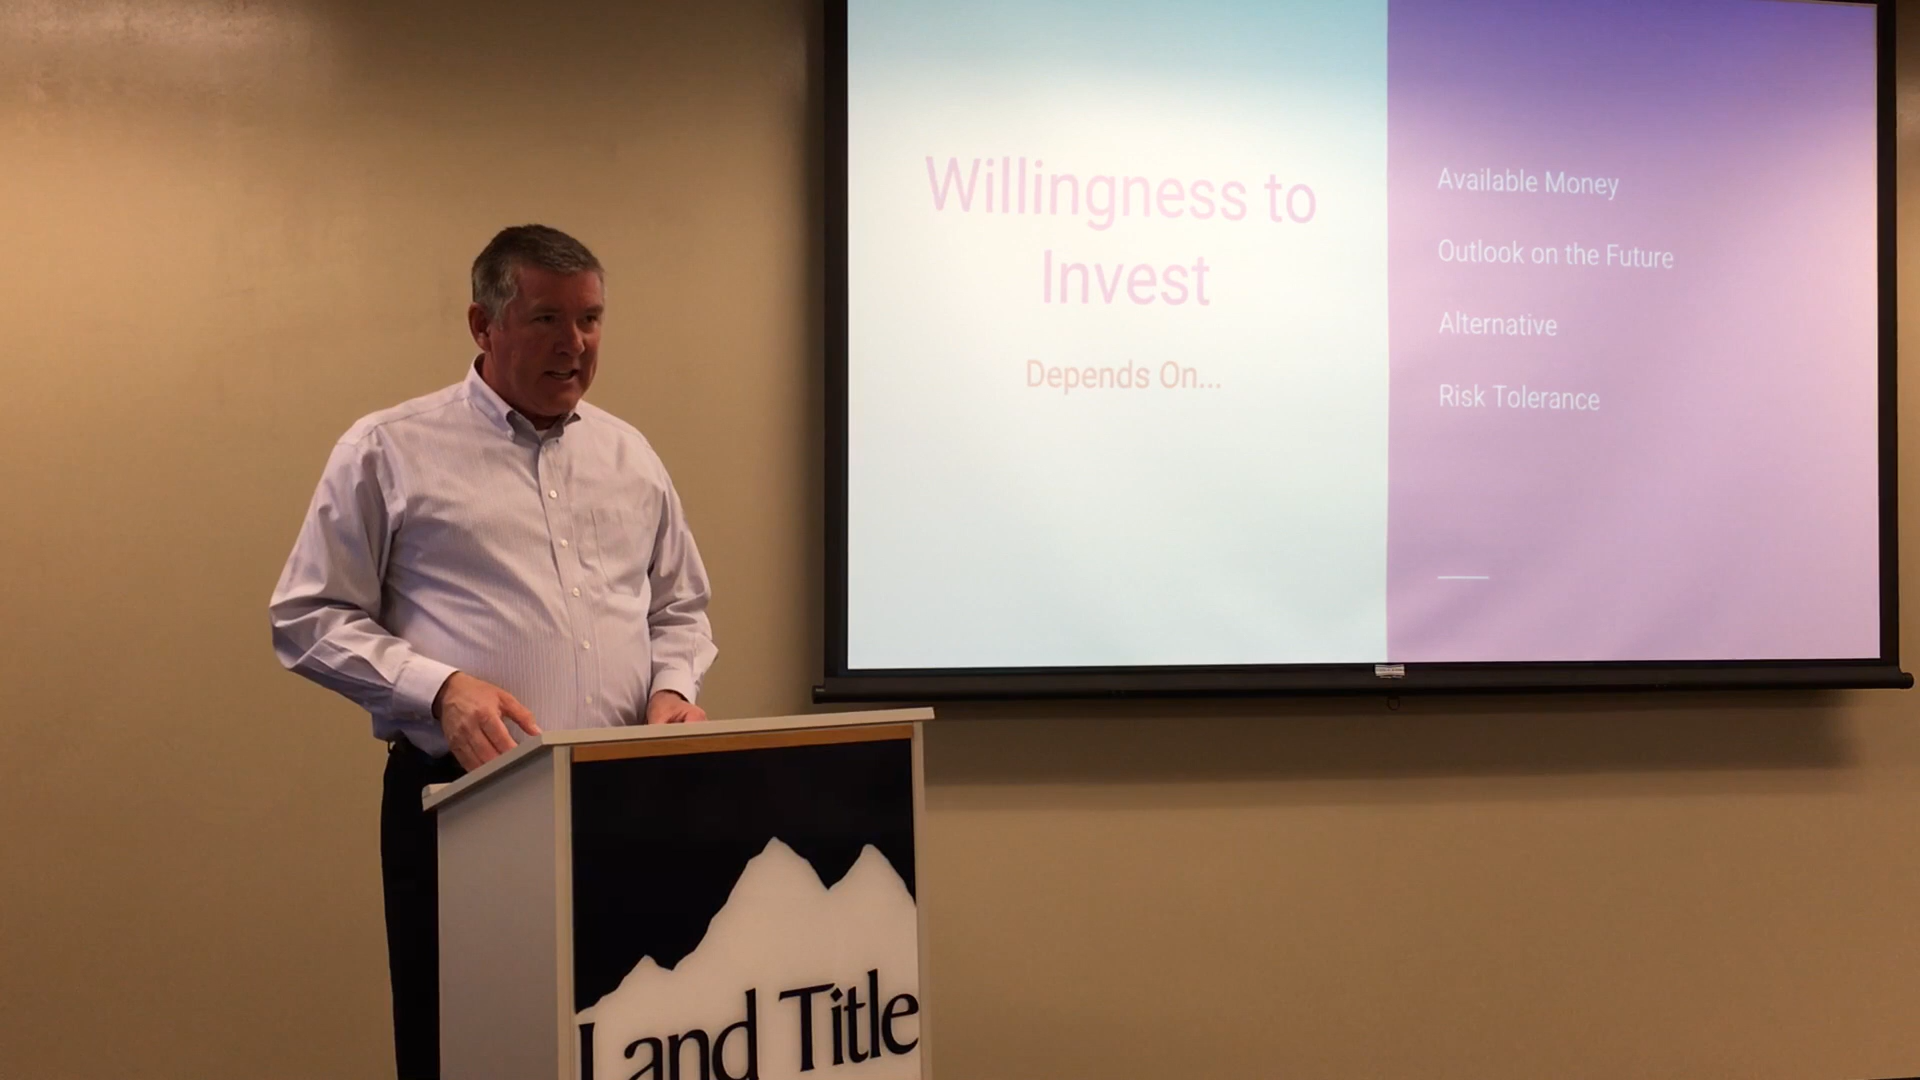 Willingness to
Invest
Depends On...
Available Money
Outlook on the Future
Alternative
Risk Tolerance
Land Title